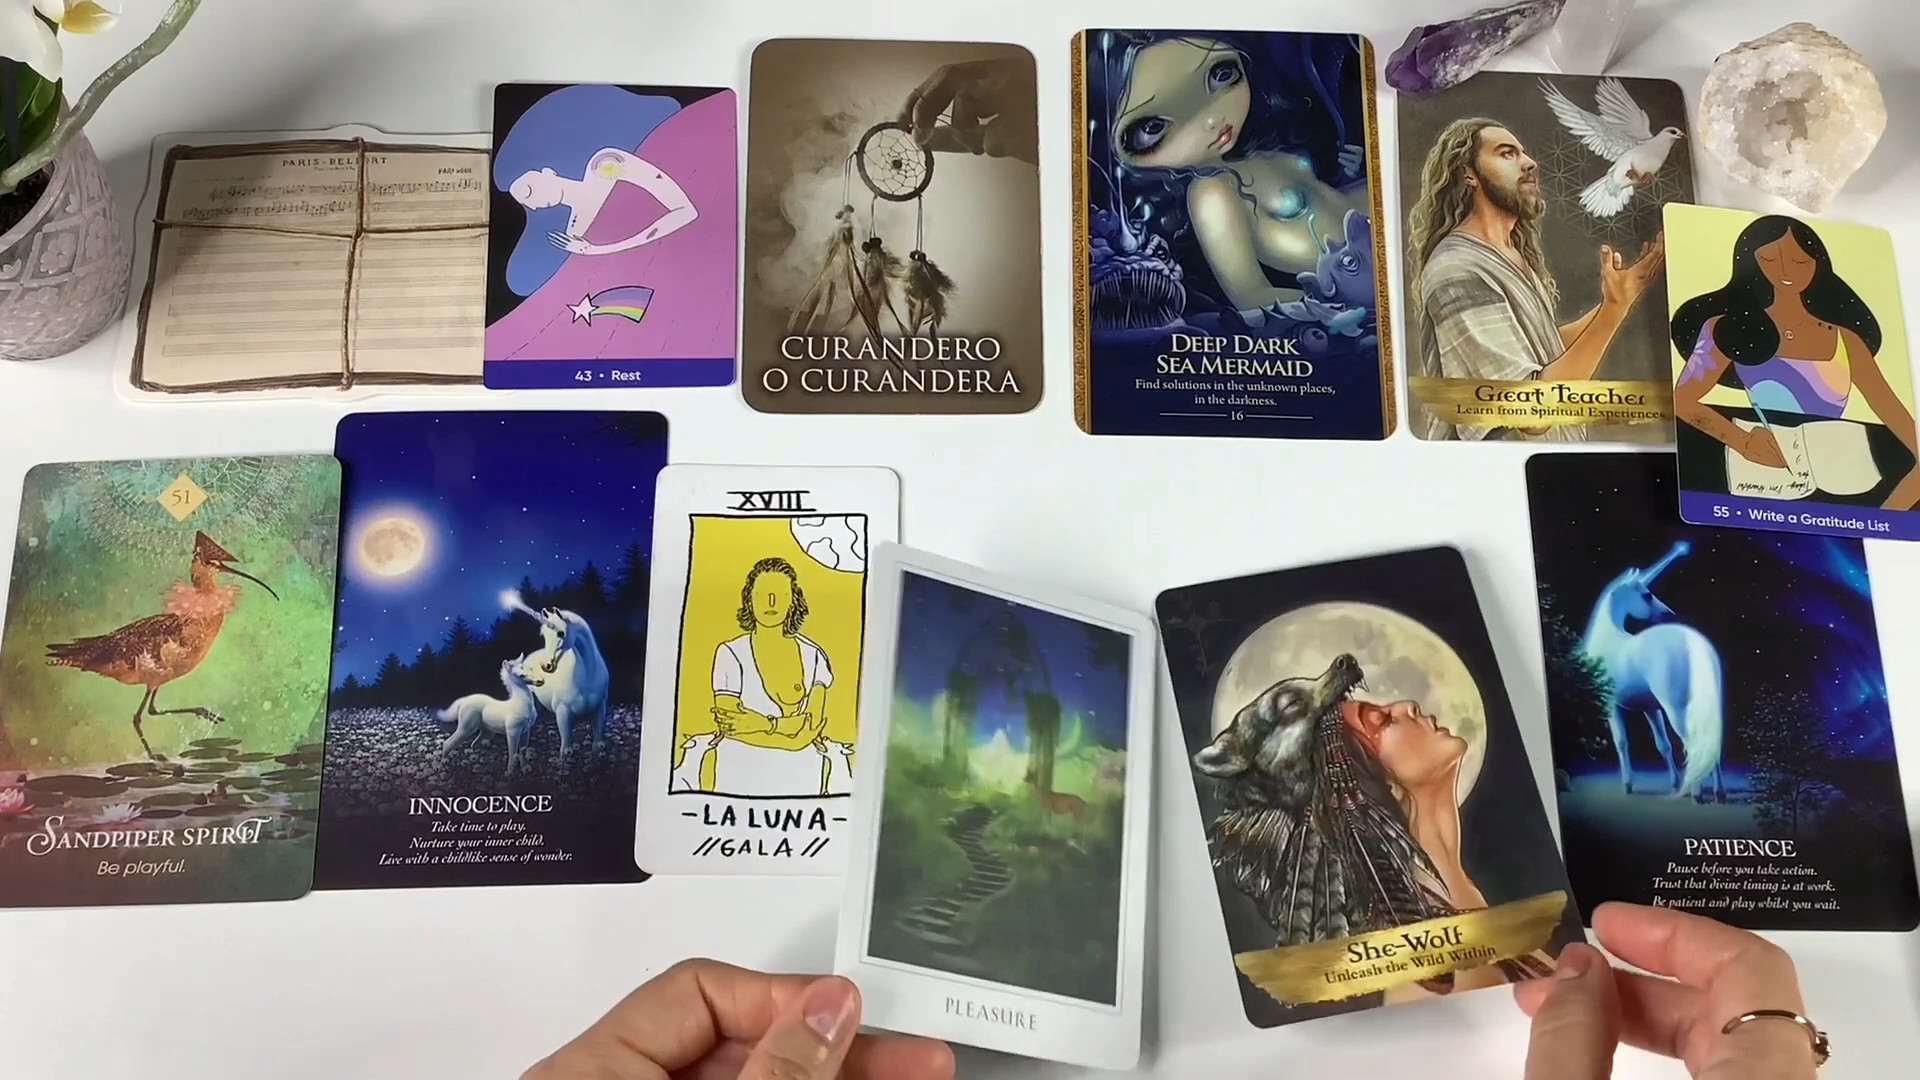 PARIS-BELFORT
43 • Rest
CURANDERO
O CURANDERA
DEEP DARK
SEA MERMAID
Find solutions in the unknown places,
in the darkness.
16
Great Teacher
Learn from Spiritual Experiences
55 • Write a Gratitude List
51
SANDPIPER SPIRIT
Be playful.
INNOCENCE
Take time to play.
Nurture your inner child.
Live with a childlike sense of wonder.
XVIII
-LA LUNA-
//GALA//
PLEASURE
She-Wolf
Unleash the Wild Within
PATIENCE
Pause before you take action.
Trust that divine timing is at work.
Be patient and play whilst you wait.